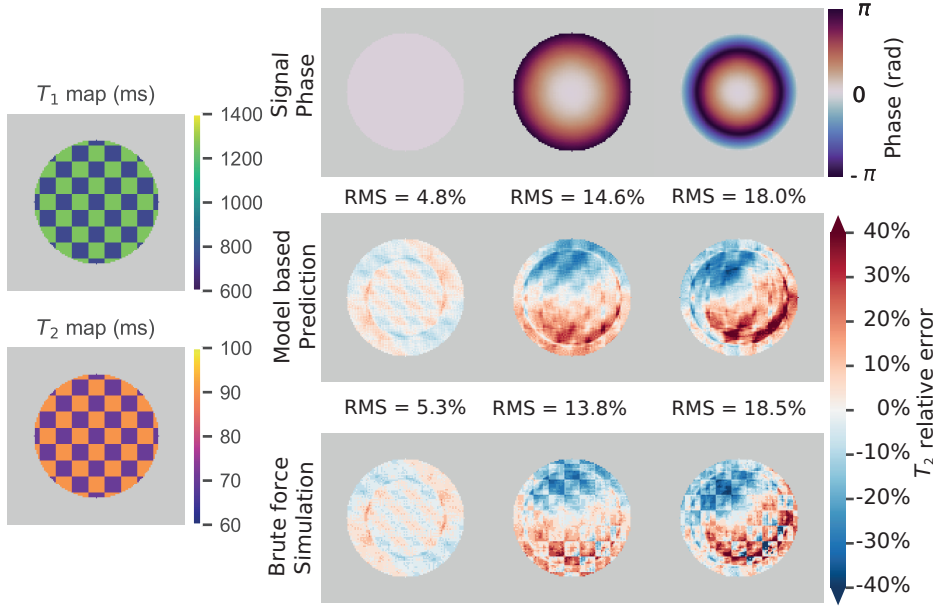 T1 map (ms)
1400
1200
1000
800
600
T2 map (ms)
100
90
80
70
60
Signal
Phase
π
0
- π
Phase (rad)
RMS = 4.8%
RMS = 14.6%
RMS = 18.0%
Model based
Prediction
RMS = 5.3%
RMS = 13.8%
RMS = 18.5%
Brute force
Simulation
40%
30%
20%
10%
0%
-10%
-20%
-30%
-40%
T2 relative error